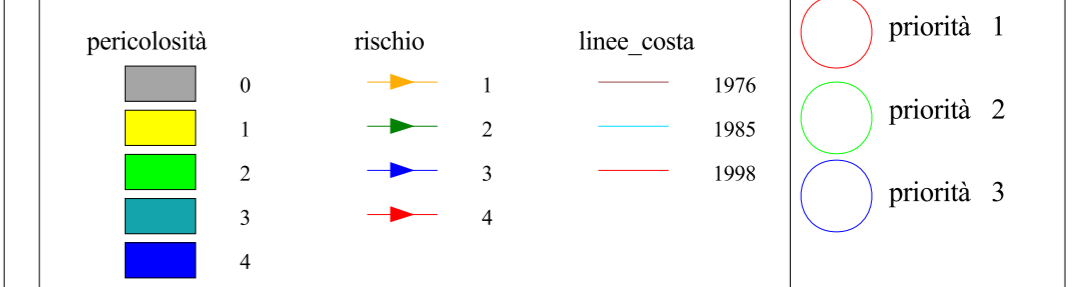 pericolosità
0
1
2
3
4
rischio
1
2
3
4
linee_costa
1976
1985
1998
priorità 1
priorità 2
priorità 3